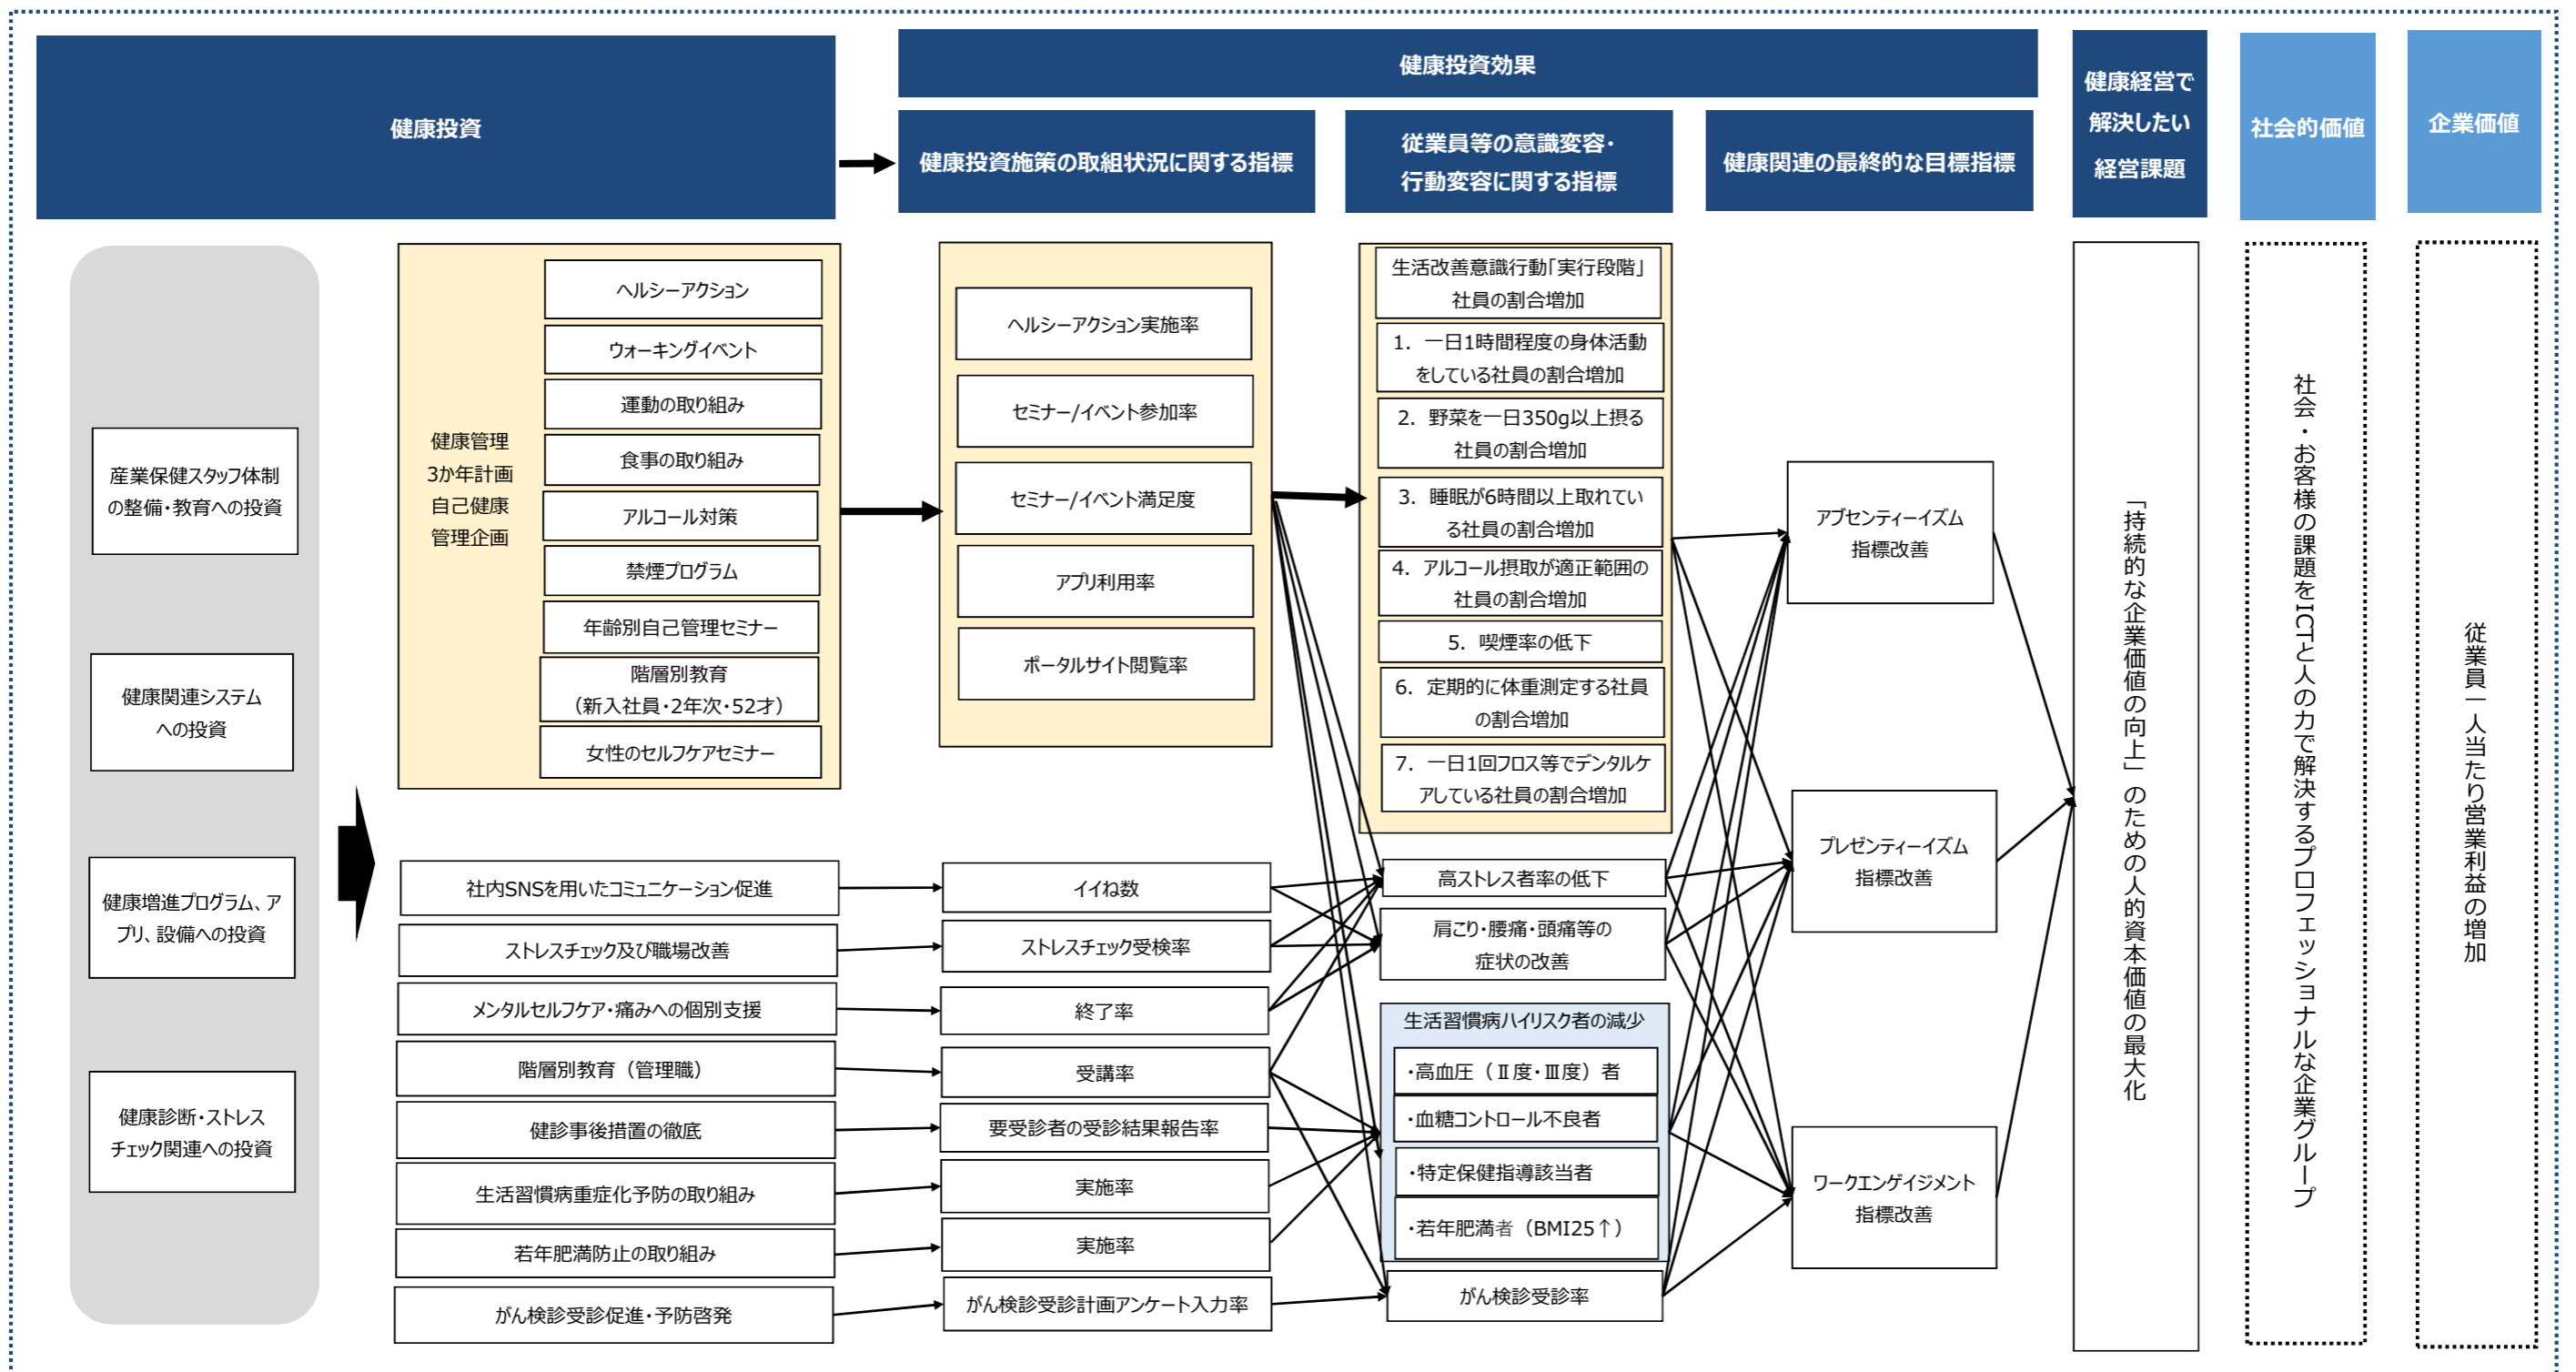 健康投資
健康投資効果
健康投資施策の取組状況に関する指標
従業員等の意識変容・
行動変容に関する指標
健康関連の最終的な目標指標
健康経営で
解決したい
経営課題
社会的価値
企業価値
産業保健スタッフ体制
の整備・教育への投資
健康関連システム
への投資
健康増進プログラム、ア
プリ、設備への投資
健康診断・ストレス
チェック関連への投資
健康管理
3か年計画
自己健康
管理企画
ヘルシーアクション
ウォーキングイベント
運動の取り組み
食事の取り組み
アルコール対策
禁煙プログラム
年齢別自己管理セミナー
階層別教育
（新入社員・2年次・52才）
女性のセルフケアセミナー
社内SNSを用いたコミュニケーション促進
ストレスチェック及び職場改善
メンタルセルフケア・痛みへの個別支援
階層別教育（管理職）
健診事後措置の徹底
生活習慣病重症化予防の取り組み
若年肥満防止の取り組み
がん検診受診促進・予防啓発
ヘルシーアクション実施率
セミナー/イベント参加率
セミナー/イベント満足度
アプリ利用率
ポータルサイト閲覧率
イイね数
ストレスチェック受検率
終了率
受講率
要受診者の受診結果報告率
実施率
実施率
がん検診受診計画アンケート入力率
生活改善意識行動「実行段階」
社員の割合増加
1．一日1時間程度の身体活動
をしている社員の割合増加
2．野菜を一日350g以上摂る
社員の割合増加
3．睡眠が6時間以上取れてい
る社員の割合増加
4．アルコール摂取が適正範囲の
社員の割合増加
5．喫煙率の低下
6．定期的に体重測定する社員
の割合増加
7．一日1回フロス等でデンタルケ
アしている社員の割合増加
高ストレス者率の低下
肩こり・腰痛・頭痛等の
症状の改善
生活習慣病ハイリスク者の減少
・高血圧（Ⅱ度・Ⅲ度）者
・血糖コントロール不良者
・特定保健指導該当者
・若年肥満者（BMI25↑）
がん検診受診率
アブセンティーイズム
指標改善
プレゼンティーイズム
指標改善
ワークエンゲイジメント
指標改善
「持続的な企業価値の向上」のための人的資本価値の最大化
社会・お客様の課題をICTと人の力で解決するプロフェッショナルな企業グループ
従業員一人当たり営業利益の増加